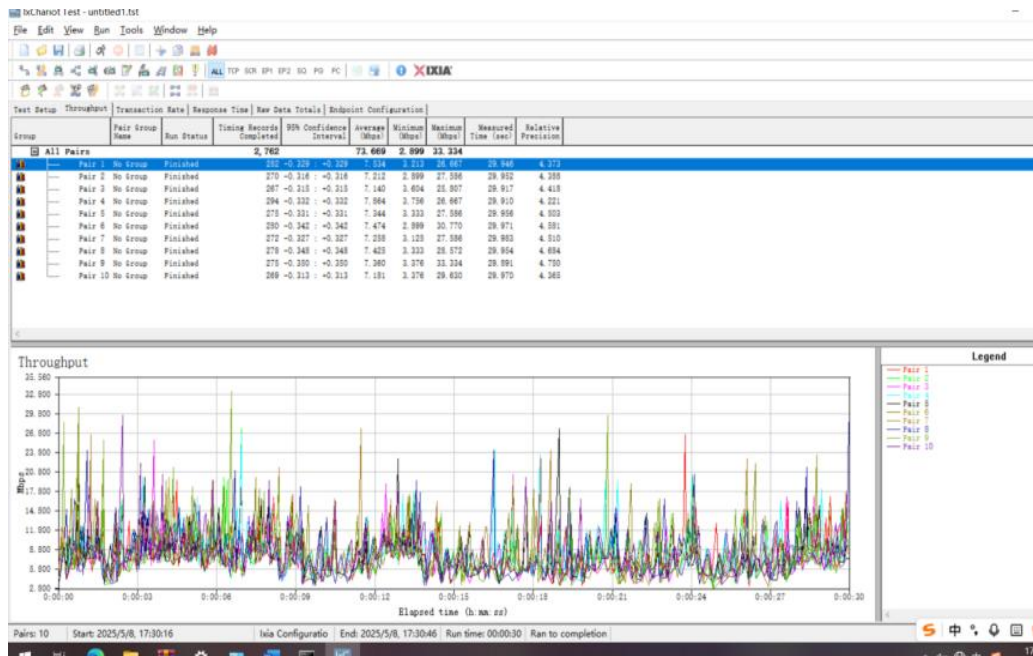 IxChariot Test - untitled1.tst
File Edit View Run Tools Window Help
ALL TCP SCR EP1 EP2 SQ PG PC IXIA
Test Setup Throughput Transaction Rate Response Time Raw Data Totals Endpoint Configuration
Group Pair Group Name Run Status Timing Records Completed 95% Confidence Interval Average (Mbps) Minimum (Mbps) Maximum (Mbps) Measured Time (sec) Relative Precision
All Pairs 2,762 73.669 2.899 33.334
Pair 1 No Group Finished 282 -0.329 : +0.329 7.534 3.213 26.667 29.946 4.373
Pair 2 No Group Finished 270 -0.316 : +0.316 7.212 2.899 27.586 29.952 4.388
Pair 3 No Group Finished 267 -0.315 : +0.315 7.140 3.604 25.807 29.917 4.418
Pair 4 No Group Finished 294 -0.332 : +0.332 7.864 3.756 26.667 29.910 4.221
Pair 5 No Group Finished 275 -0.331 : +0.331 7.344 3.333 27.586 29.956 4.503
Pair 6 No Group Finished 280 -0.342 : +0.342 7.474 2.899 30.770 29.971 4.581
Pair 7 No Group Finished 272 -0.327 : +0.327 7.258 3.125 27.586 29.983 4.510
Pair 8 No Group Finished 278 -0.348 : +0.348 7.425 3.333 28.572 29.954 4.684
Pair 9 No Group Finished 275 -0.350 : +0.350 7.360 3.376 33.334 29.891 4.750
Pair 10 No Group Finished 269 -0.313 : +0.313 7.181 3.376 29.630 29.970 4.365
Throughput
Legend
35.560
32.800
29.800
26.800
23.800
20.800
17.800
14.800
11.800
8.800
5.800
2.800
Mbps
0:00:00 0:00:03 0:00:06 0:00:09 0:00:12 0:00:15 0:00:18 0:00:21 0:00:24 0:00:27 0:00:30
Elapsed time (h:mm:ss)
Pair 1
Pair 2
Pair 3
Pair 4
Pair 5
Pair 6
Pair 7
Pair 8
Pair 9
Pair 10
Pairs: 10 Start: 2025/5/8, 17:30:16 Ixia Configuratio End: 2025/5/8, 17:30:46 Run time: 00:00:30 Ran to completion
中